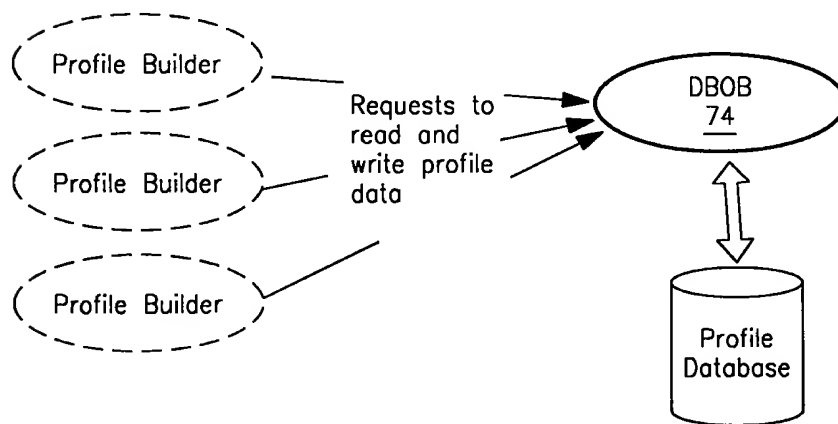 Profile Builder
Profile Builder
Profile Builder
Requests to
read and
write profile
data
DBOB
74
Profile
Database